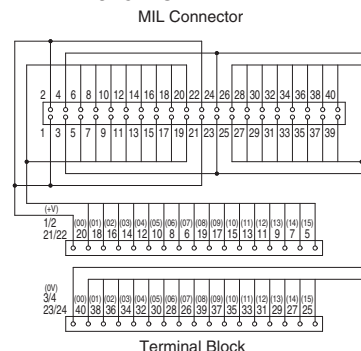 MIL Connector
2 4 6 8 10 12 14 16 18 20 22 24 26 28 30 32 34 36 38 40
1 3 5 7 9 11 13 15 17 19 21 23 25 27 29 31 33 35 37 39
(+V)
1/2 (00) (01) (02) (03) (04) (05) (06) (07) (08) (09) (10) (11) (12) (13) (14) (15)
21/22 20 18 16 14 12 10 8 6 19 17 15 13 11 9 7 5
(0V)
3/4 (00) (01) (02) (03) (04) (05) (06) (07) (08) (09) (10) (11) (12) (13) (14) (15)
23/24 40 38 36 34 32 30 28 26 39 37 35 33 31 29 27 25
Terminal Block